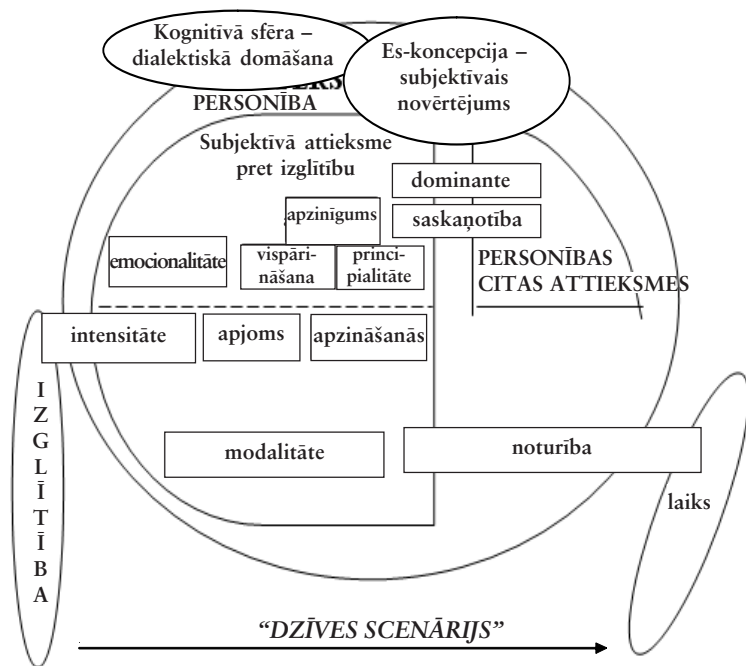 Kognitīvā sfēra –
dialektiskā domāšana
Es-koncepcija –
subjektīvais
novērtējums
PERSONĪBA
Subjektīvā attieksme
pret izglītību
dominante
saskaņotība
apzinīgums
emocionalitāte
vispāri-
nāšana
princi-
pialitāte
PERSONĪBAS
CITAS ATTIEKSMES
intensitāte
apjoms
apzināšanās
modalitāte
noturība
laiks
I
Z
G
L
Ī
T
Ī
B
A
“DZĪVES SCENĀRIJS”